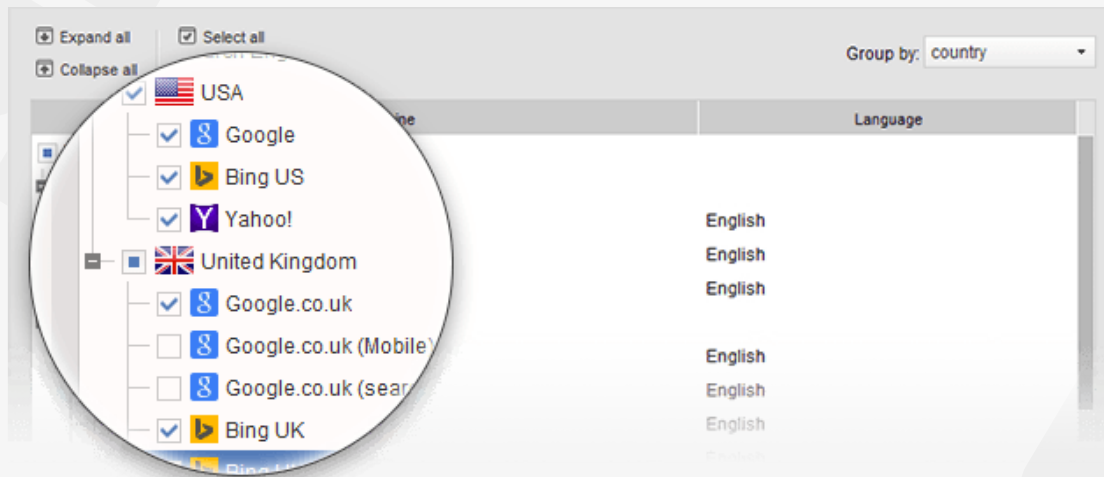 Expand all
Select all
Collapse all
Group by: country
Language
USA
Google
Bing US
Yahoo!
English
United Kingdom
English
Google.co.uk
English
Google.co.uk (Mobile)
English
Google.co.uk (sear
English
Bing UK
English
Bing U